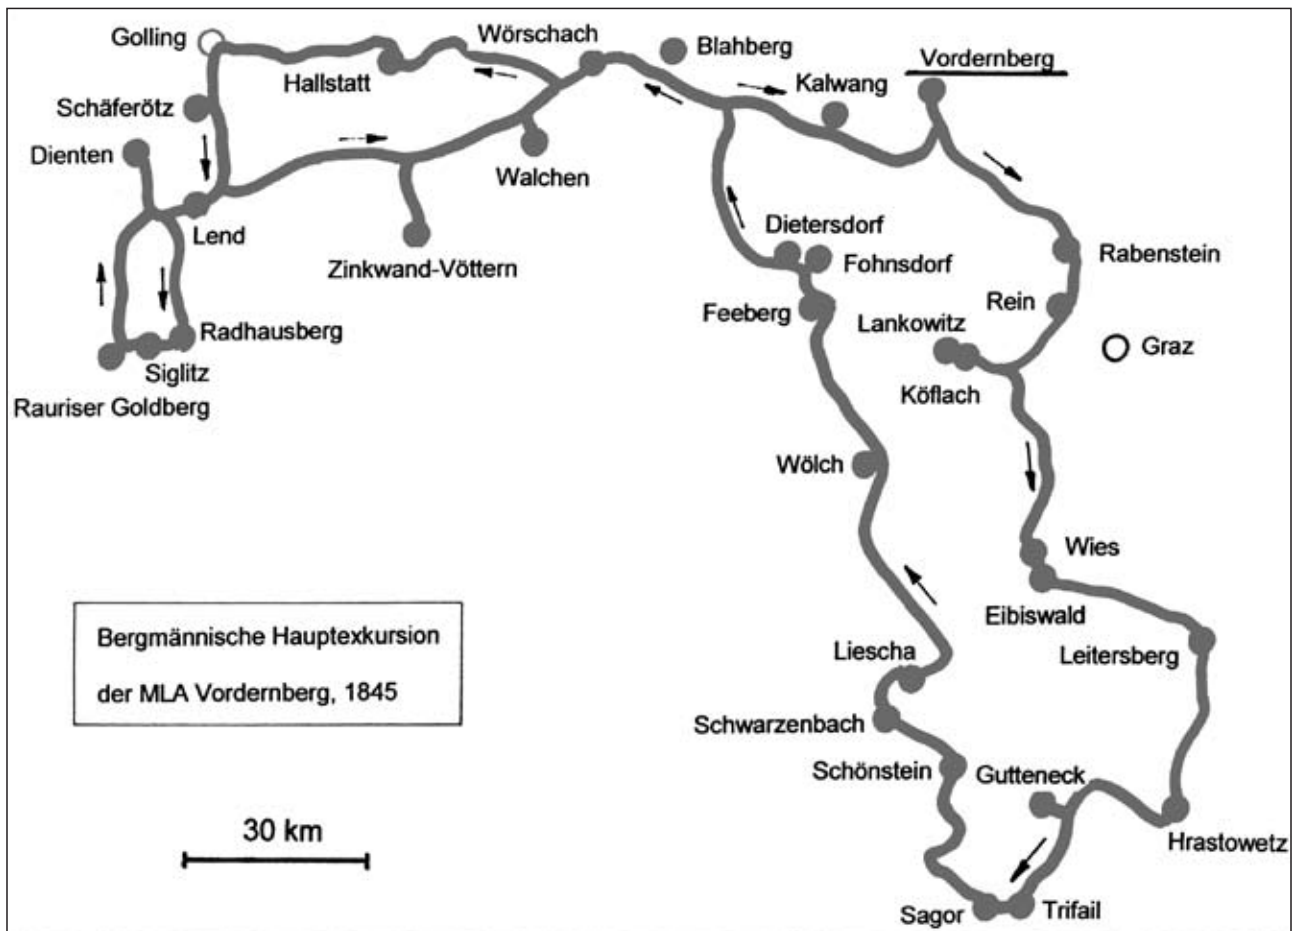 Golling
Wörschach
Blahberg
Vordernberg
Hallstatt
Kalwang
Schäferötz
Dienten
Walchen
Lend
Dietersdorf
Zinkwand-Vöttern
Fohnsdorf
Rabenstein
Feeberg
Rein
Lankowitz
Radhausberg
Graz
Siglitz
Köflach
Rauriser Goldberg
Wölch
Wies
Eibiswald
Bergmännische Hauptexkursion
der MLA Vordernberg, 1845
Liescha
Leitersberg
Schwarzenbach
Schönstein
Gutteneck
30 km
Hrastowetz
Sagor
Trifail